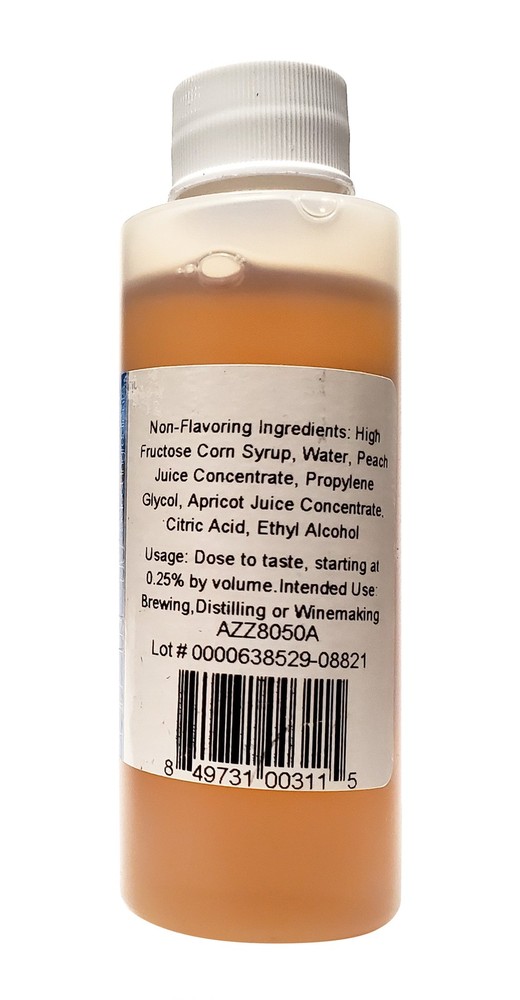 Non-Flavoring Ingredients: High
Fructose Corn Syrup, Water, Peach
Juice Concentrate, Propylene
Glycol, Apricot Juice Concentrate,
Citric Acid, Ethyl Alcohol
Usage: Dose to taste, starting at
0.25% by volume.Intended Use:
Brewing,Distilling or Winemaking
AZZ8050A
Lot # 0000638529-08821
8 49731 00311 5